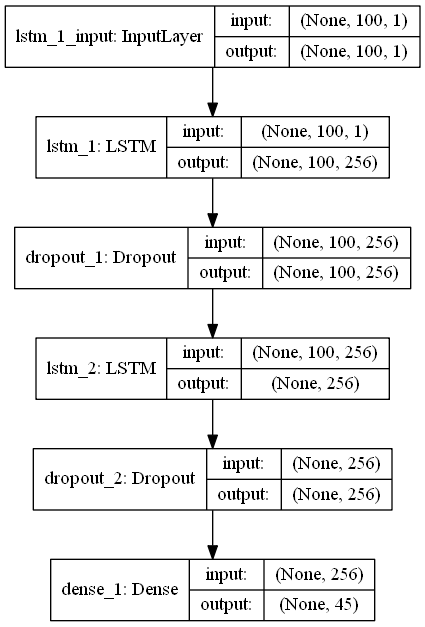 lstm_1_input: InputLayer
input: (None, 100, 1)
output: (None, 100, 1)
lstm_1: LSTM
input: (None, 100, 1)
output: (None, 100, 256)
dropout_1: Dropout
input: (None, 100, 256)
output: (None, 100, 256)
lstm_2: LSTM
input: (None, 100, 256)
output: (None, 256)
dropout_2: Dropout
input: (None, 256)
output: (None, 256)
dense_1: Dense
input: (None, 256)
output: (None, 45)